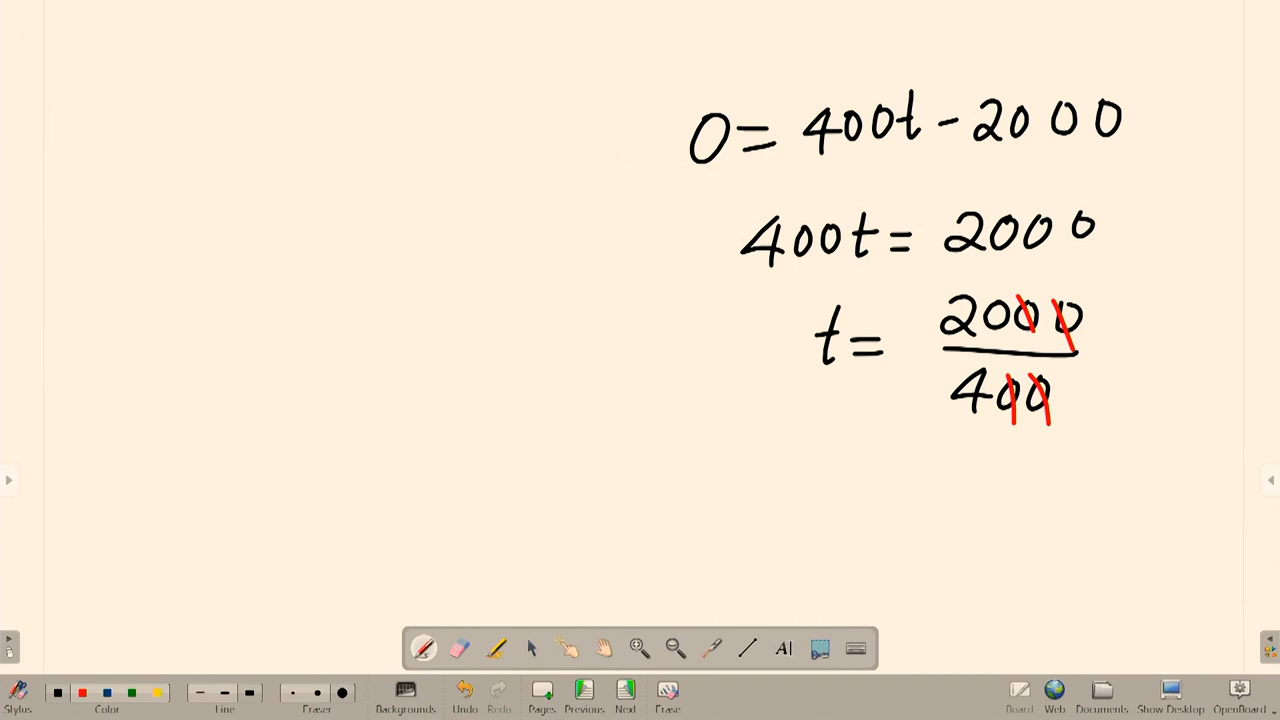 0 = 400t - 2000
400t = 2000
t = 2000
400
AI
Stylus
Color
Line
Eraser
Backgrounds
Undo
Redo
Pages
Previous
Next
Erase
Board
Web
Documents
Show Desktop
OpenBoard